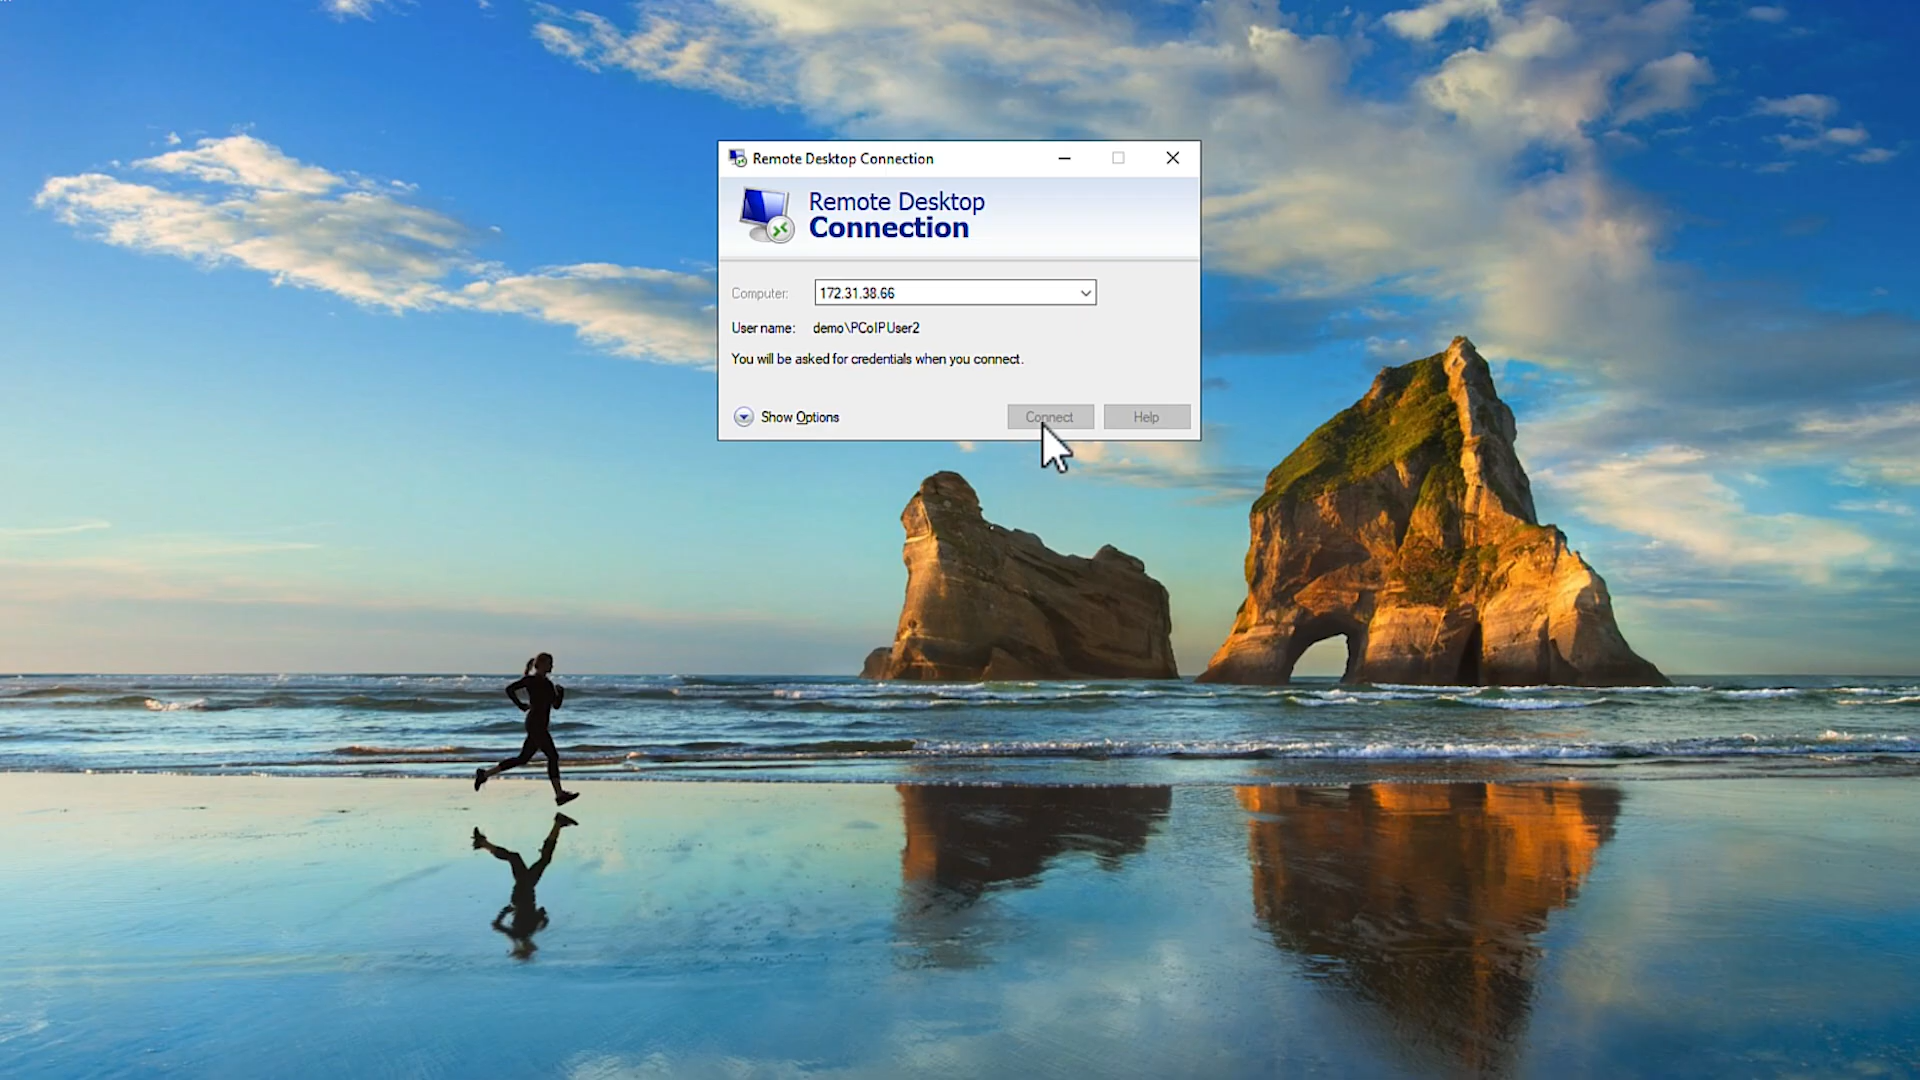 Remote Desktop Connection
Remote Desktop
Connection
Computer: 172.31.38.66
User name: demo\PCoIPUser2
You will be asked for credentials when you connect.
Show Options Connect Help